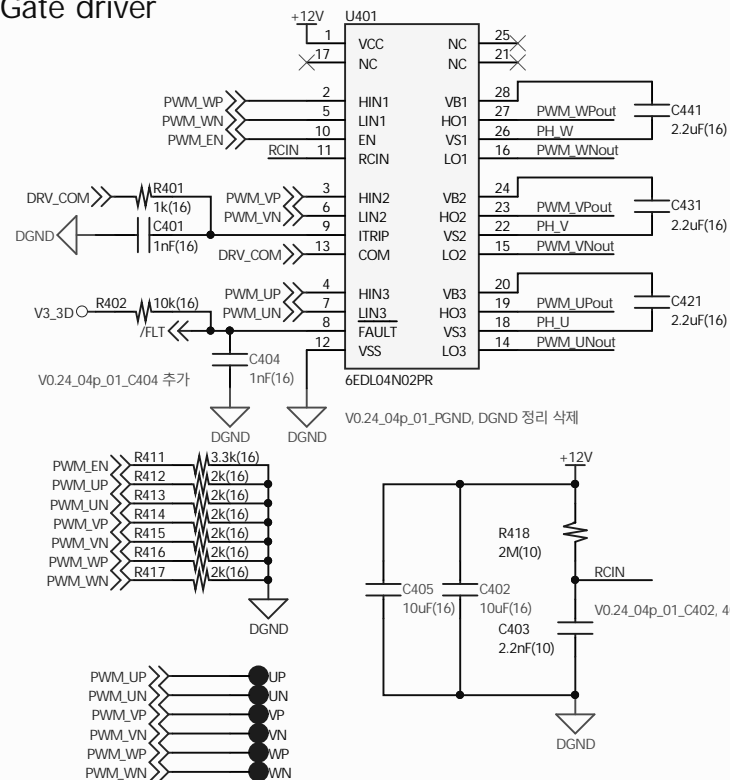 Gate driver
+12V
U401
1 VCC
17 NC
NC 25
NC 21
PWM_WP 2 HIN1
PWM_WN 5 LIN1
PWM_EN 10 EN
RCIN 11 RCIN
VB1 28
HO1 27 PWM_WPout
VS1 26 PH_W
LO1 16 PWM_WNout
C441
2.2uF(16)
DRV_COM R401
1k(16)
C401
1nF(16)
DGND
PWM_VP 3 HIN2
PWM_VN 6 LIN2
9 ITRIP
DRV_COM 13 COM
VB2 24
HO2 23 PWM_VPout
VS2 22 PH_V
LO2 15 PWM_VNout
C431
2.2uF(16)
V3_3D R402 10k(16)
/FLT
PWM_UP 4 HIN3
PWM_UN 7 LIN3
8 FAULT
12 VSS
VB3 20
HO3 19 PWM_UPout
VS3 18 PH_U
LO3 14 PWM_UNout
C421
2.2uF(16)
C404
1nF(16)
V0.24_04p_01_C404 추가
6EDL04N02PR
DGND
DGND
V0.24_04p_01_PGND, DGND 정리 삭제
PWM_EN R411 3.3k(16)
PWM_UP R412 2k(16)
PWM_UN R413 2k(16)
PWM_VP R414 2k(16)
PWM_VN R415 2k(16)
PWM_WP R416 2k(16)
PWM_WN R417 2k(16)
DGND
+12V
R418
2M(10)
RCIN
C405
10uF(16)
C402
10uF(16)
C403
2.2nF(10)
V0.24_04p_01_C402,
DGND
PWM_UP UP
PWM_UN UN
PWM_VP VP
PWM_VN VN
PWM_WP WP
PWM_WN WN